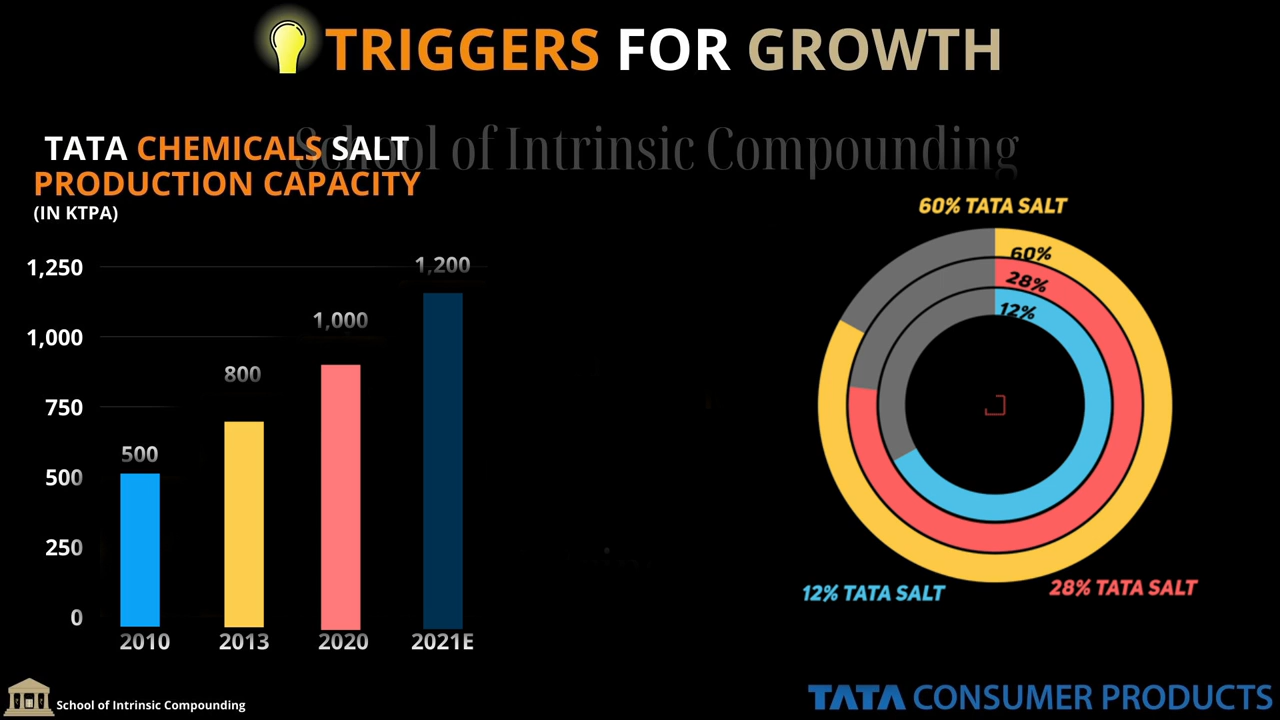 TRIGGERS FOR GROWTH
School of Intrinsic Compounding
TATA CHEMICALS SALT
PRODUCTION CAPACITY
(IN KTPA)
1,250
1,000
750
500
250
0
500
800
1,000
1,200
2010
2013
2020
2021E
60% TATA SALT
60%
28%
12%
12% TATA SALT
28% TATA SALT
School of Intrinsic Compounding
TATA CONSUMER PRODUCTS